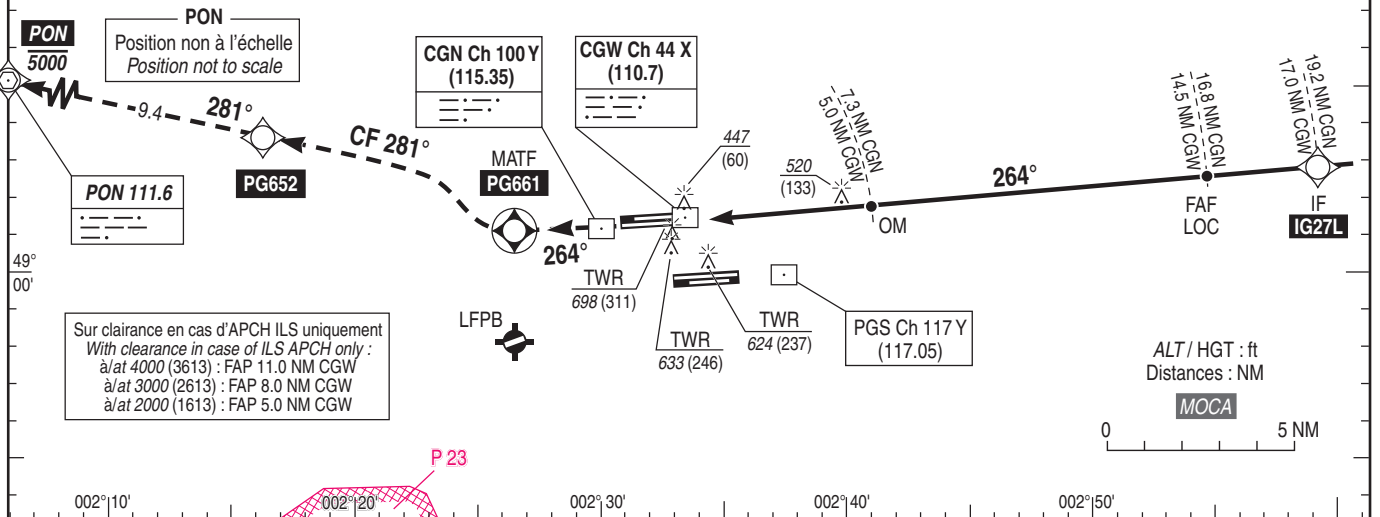 PON
5000
PON
Position non à l'échelle
Position not to scale
CGN Ch 100 Y
(115.35)
CGW Ch 44 X
(110.7)
9.4
281°
CF 281°
PG652
PON 111.6
MATF
PG661
264°
447
(60)
520
(133)
7.3 NM CGN
5.0 NM CGW
OM
264°
16.8 NM CGN
14.5 NM CGW
FAF
LOC
19.2 NM CGN
17.0 NM CGW
IF
IG27L
49°
00'
TWR
698 (311)
TWR
633 (246)
TWR
624 (237)
PGS Ch 117 Y
(117.05)
LFPB
Sur clairance en cas d'APCH ILS uniquement
With clearance in case of ILS APCH only :
à/at 4000 (3613) : FAP 11.0 NM CGW
à/at 3000 (2613) : FAP 8.0 NM CGW
à/at 2000 (1613) : FAP 5.0 NM CGW
ALT / HGT : ft
Distances : NM
MOCA
0
5 NM
P 23
002° 10'
002° 20'
002° 30'
002° 40'
002° 50'